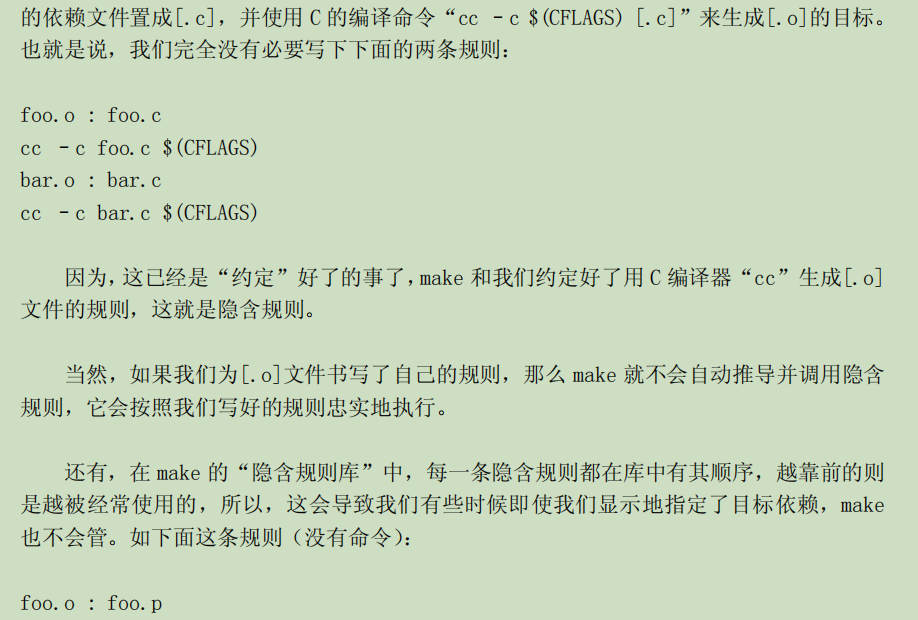 的依赖文件置成[.c]，并使用 C 的编译命令“cc –c $(CFLAGS) [.c]”来生成[.o]的目标。
也就是说，我们完全没有必要写下下面的两条规则：
foo.o : foo.c
cc –c foo.c $(CFLAGS)
bar.o : bar.c
cc –c bar.c $(CFLAGS)
因为，这已经是“约定”好了的事了，make 和我们约定好了用 C 编译器“cc”生成[.o]
文件的规则，这就是隐含规则。
当然，如果我们为[.o]文件书写了自己的规则，那么 make 就不会自动推导并调用隐含
规则，它会按照我们写好的规则忠实地执行。
还有，在 make 的“隐含规则库”中，每一条隐含规则都在库中有其顺序，越靠前的则
是越被经常使用的，所以，这会导致我们有些时候即使我们显示地指定了目标依赖，make
也不会管。如下面这条规则（没有命令）：
foo.o : foo.p